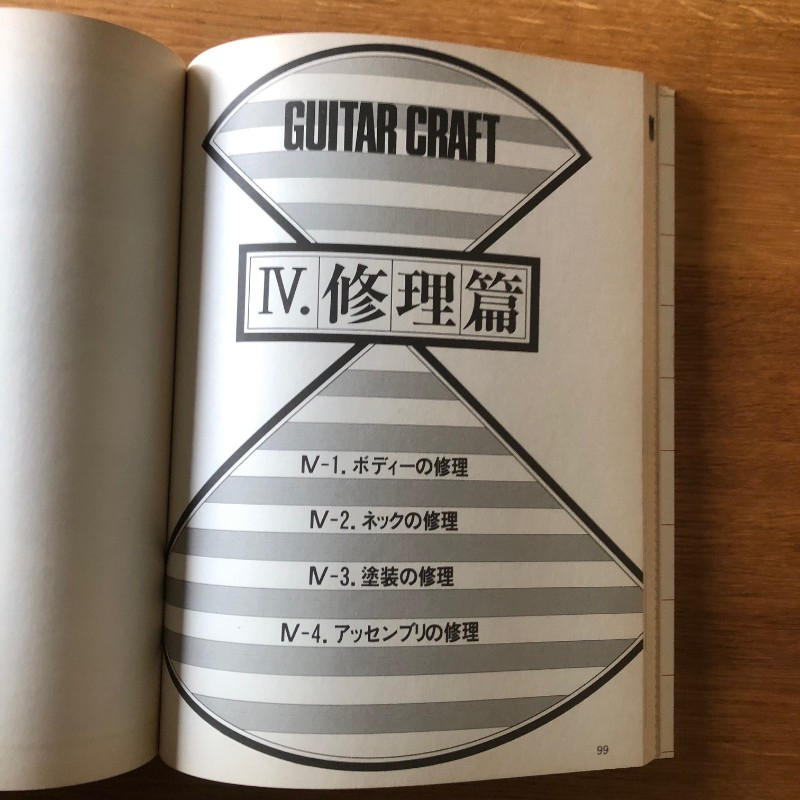 GUITAR CRAFT
Ⅳ.修理篇
Ⅳ-1.ボディーの修理
Ⅳ-2.ネックの修理
Ⅳ-3.塗装の修理
Ⅳ-4.アッセンブリの修理
99